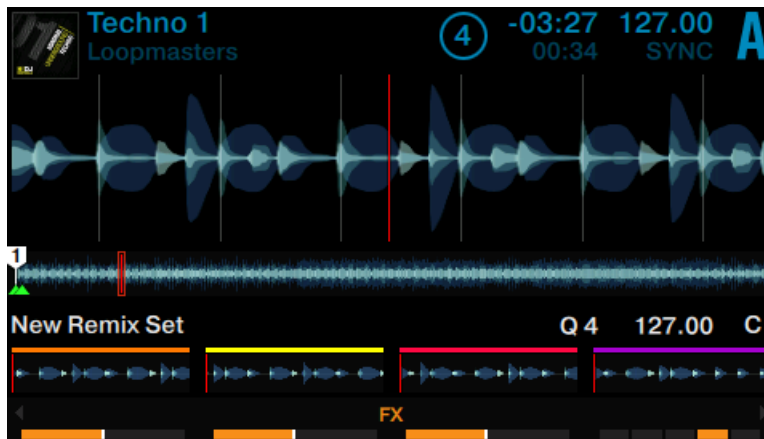 Techno 1
4
-03:27
127.00
A
Loopmasters
00:34
SYNC
1
New Remix Set
Q 4
127.00
C
FX